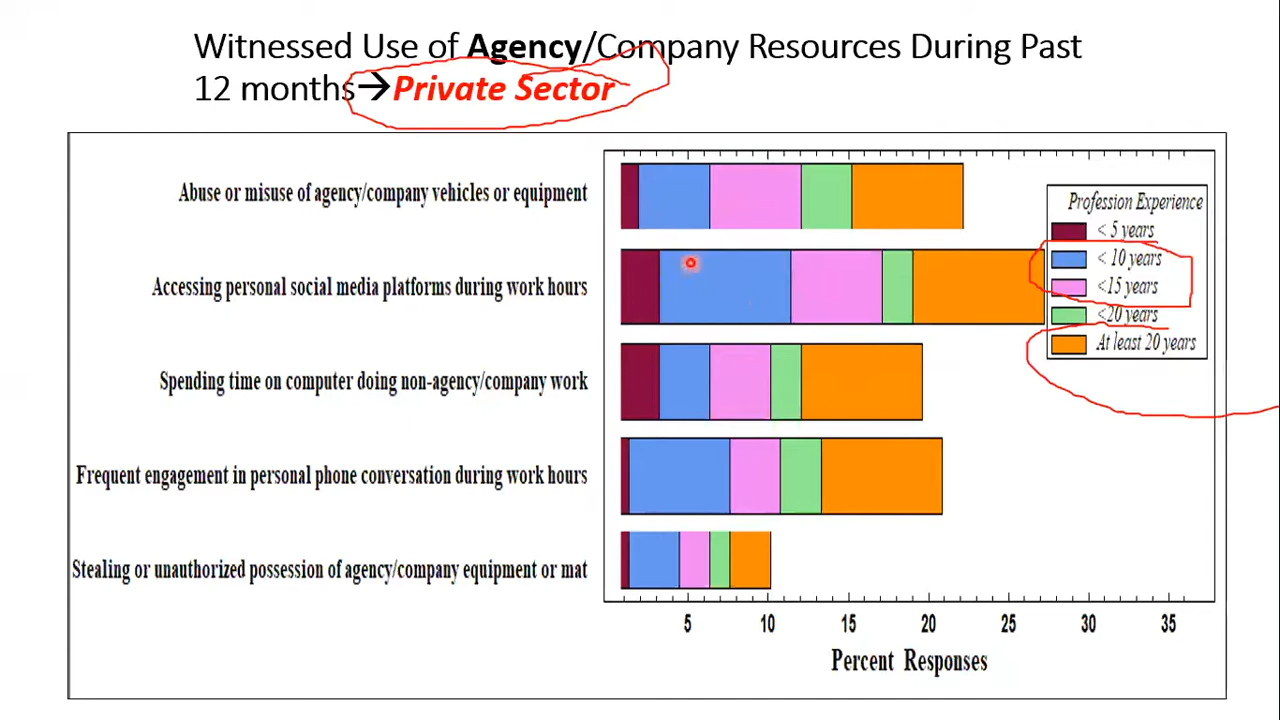 Witnessed Use of Agency/Company Resources During Past
12 months→Private Sector
Abuse or misuse of agency/company vehicles or equipment
Accessing personal social media platforms during work hours
Spending time on computer doing non-agency/company work
Frequent engagement in personal phone conversation during work hours
Stealing or unauthorized possession of agency/company equipment or mat
Profession Experience
< 5 years
< 10 years
<15 years
<20 years
At least 20 years
5 10 15 20 25 30 35
Percent Responses